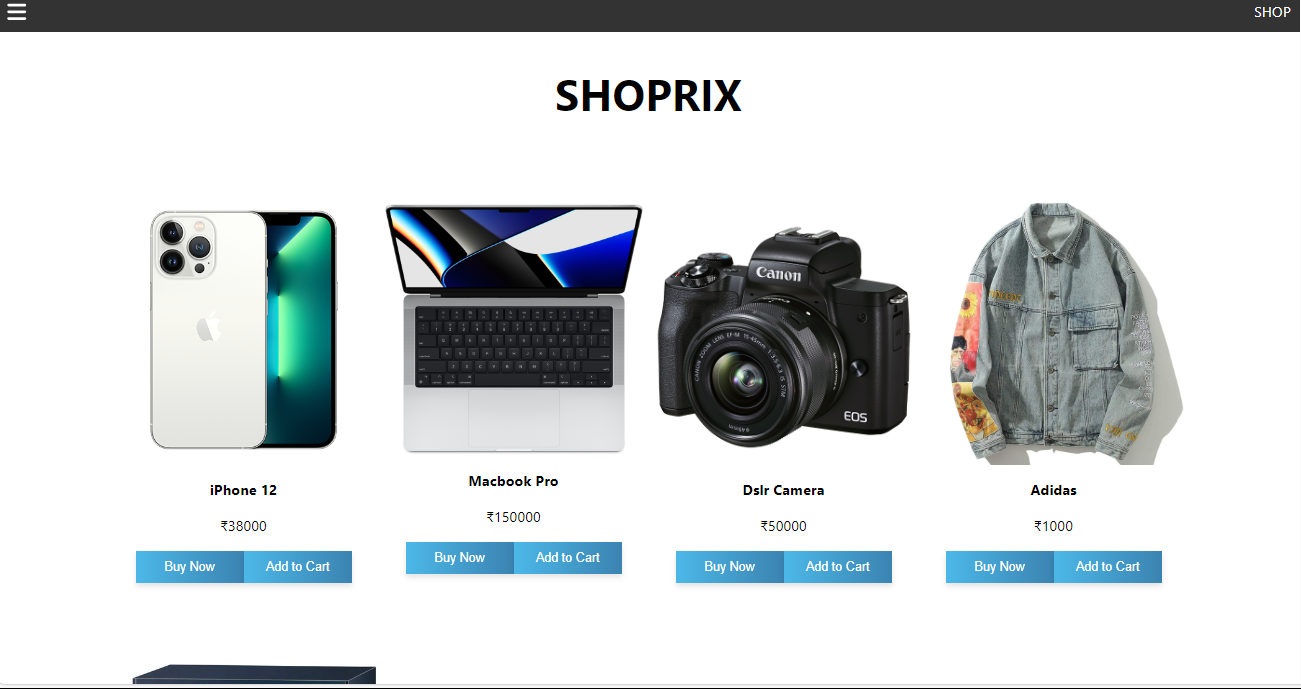 SHOP
SHOPRIX
Canon
EOS
iPhone 12
₹38000
Buy Now
Add to Cart
Macbook Pro
₹150000
Buy Now
Add to Cart
Dslr Camera
₹50000
Buy Now
Add to Cart
Adidas
₹1000
Buy Now
Add to Cart